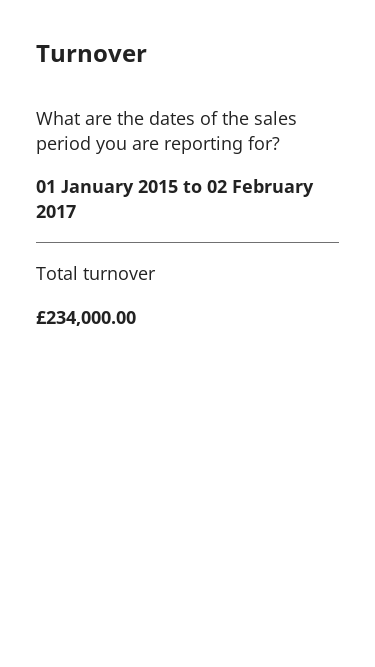 Turnover
What are the dates of the sales
period you are reporting for?
01 January 2015 to 02 February
2017
Total turnover
£234,000.00